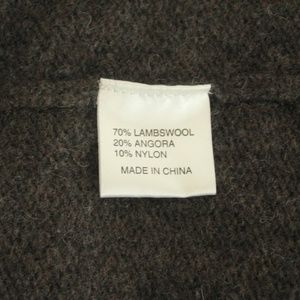 70% LAMBSWOOL
20% ANGORA
10% NYLON
MADE IN CHINA